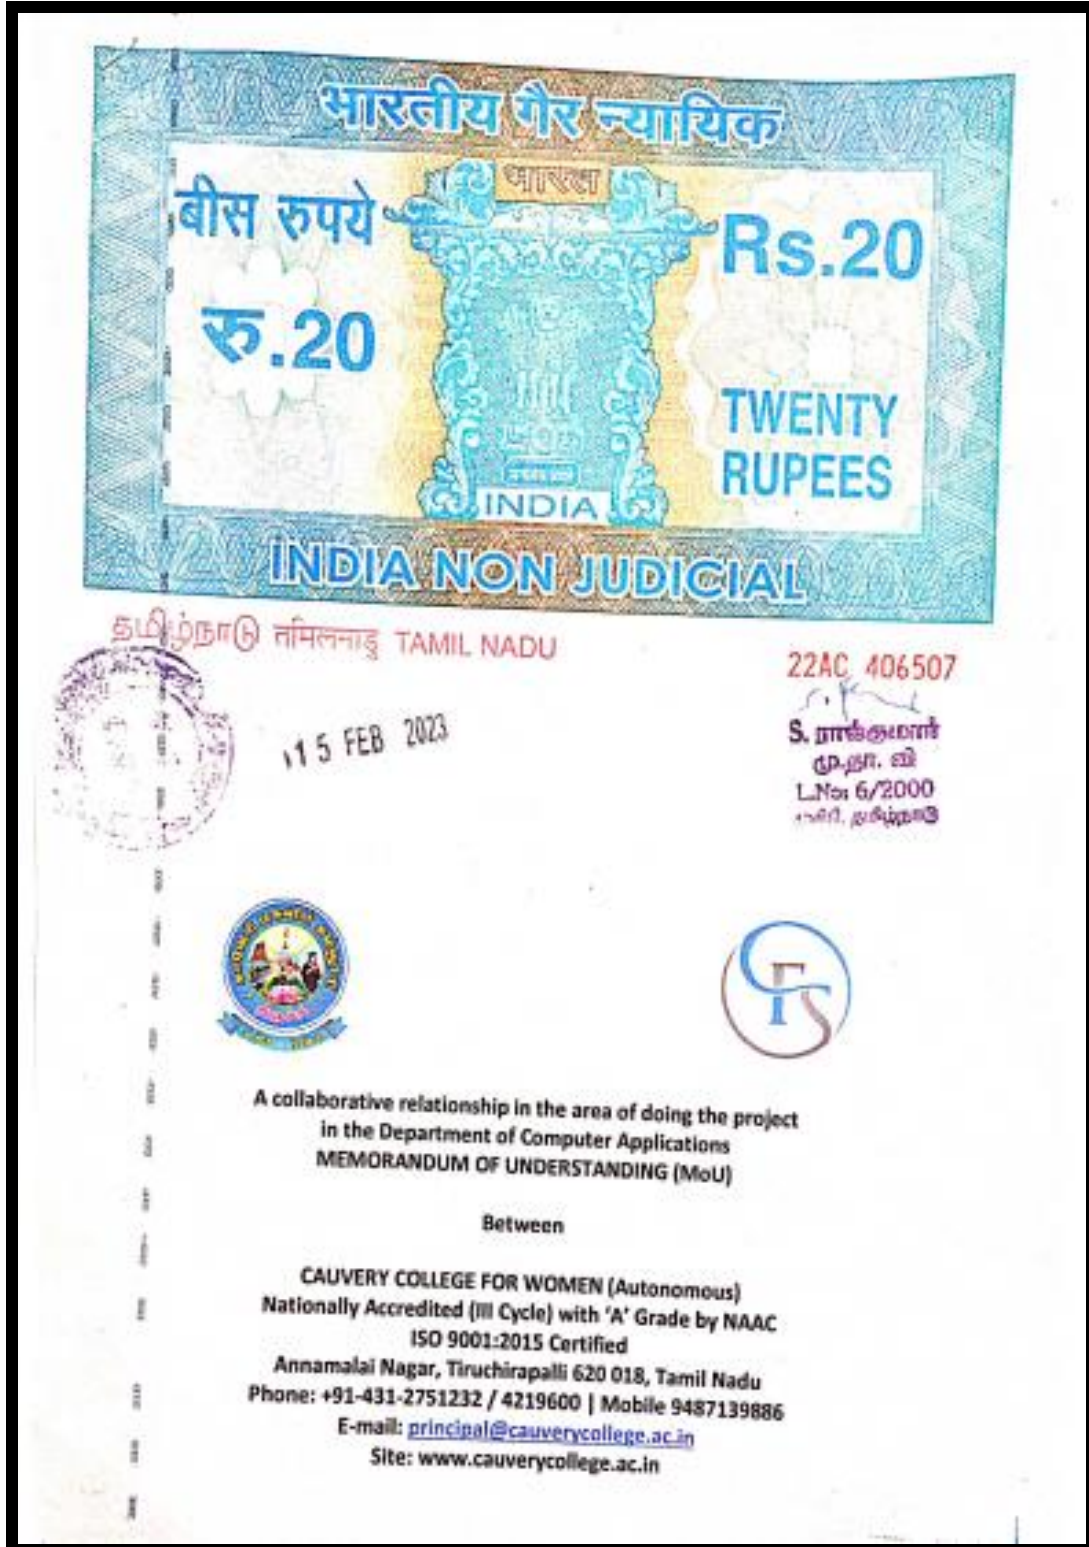 भारतीय गैर न्यायिक
भारत
बीस रुपये
रु.20
Rs.20
TWENTY
RUPEES
INDIA
INDIA NON JUDICIAL
தமிழ்நாடு तमिलनाडु TAMIL NADU
22AC 406507
15 FEB 2023
S. ராஜ்குமார்
மு.தா. வி
L.No: 6/2000
தமிழ்நாடு
A collaborative relationship in the area of doing the project
in the Department of Computer Applications
MEMORANDUM OF UNDERSTANDING (MoU)
Between
CAUVERY COLLEGE FOR WOMEN (Autonomous)
Nationally Accredited (III Cycle) with ‘A’ Grade by NAAC
ISO 9001:2015 Certified
Annamalai Nagar, Tiruchirapalli 620 018, Tamil Nadu
Phone: +91-431-2751232 / 4219600 | Mobile 9487139886
E-mail: principal@cauverycollege.ac.in
Site: www.cauverycollege.ac.in